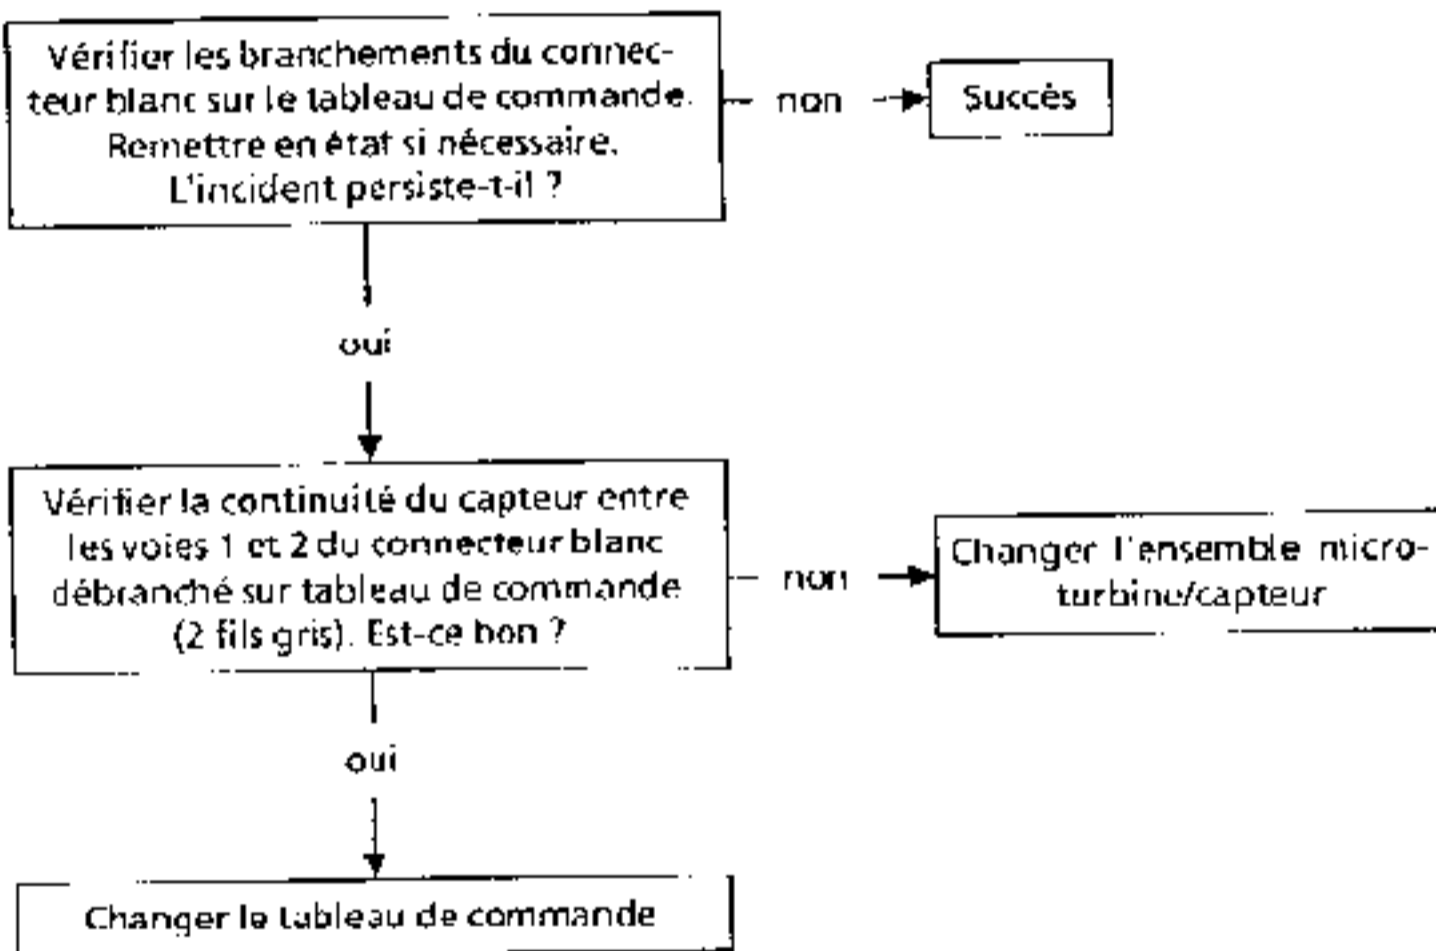 Vérifier les branchements du connec-
teur blanc sur le tableau de commande.
Remettre en état si nécessaire.
L'incident persiste-t-il ?
non
Succès
oui
Vérifier la continuité du capteur entre
les voies 1 et 2 du connecteur blanc
débranché sur tableau de commande
(2 fils gris). Est-ce bon ?
non
Changer l'ensemble micro-
turbine/capteur
oui
Changer le tableau de commande